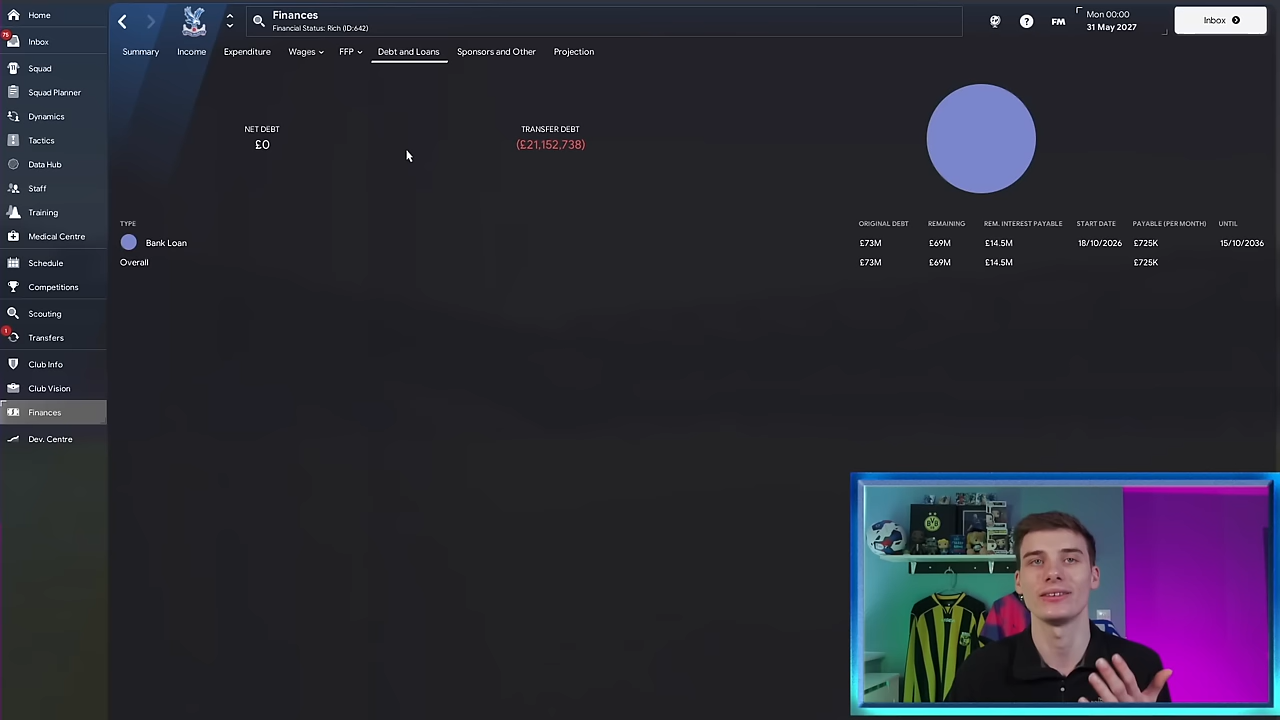 Home
75
Inbox
Squad
Squad Planner
Dynamics
Tactics
Data Hub
Staff
Training
Medical Centre
Schedule
Competitions
Scouting
1
Transfers
Club Info
Club Vision
Finances
Dev. Centre
Finances
Financial Status: Rich (ID:642)
?
FM
Mon 00:00
31 May 2027
Inbox
Summary Income Expenditure Wages FFP Debt and Loans Sponsors and Other Projection
NET DEBT TRANSFER DEBT
£0 (£21,152,738)
TYPE ORIGINAL DEBT REMAINING REM. INTEREST PAYABLE START DATE PAYABLE (PER MONTH) UNTIL
Bank Loan £73M £69M £14.5M 18/10/2026 £725K 15/10/2036
Overall £73M £69M £14.5M £725K
BVB